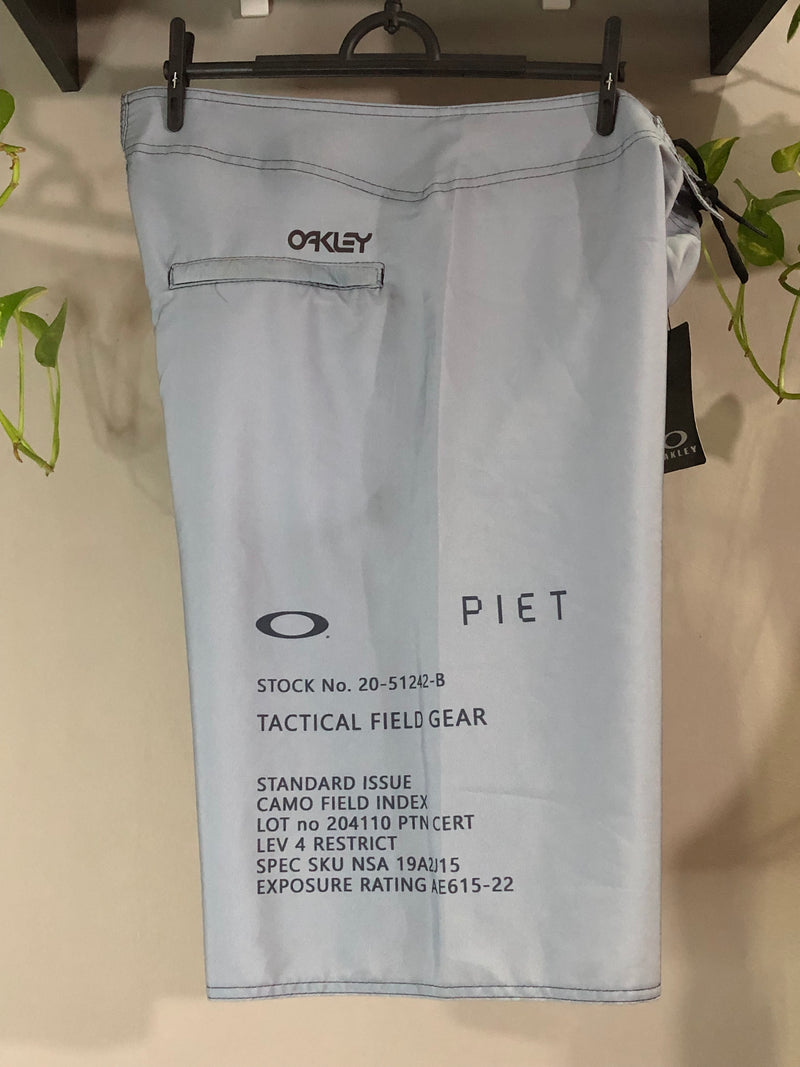 OAKLEY
OAKLEY
PIET
STOCK No. 20-51242-B
TACTICAL FIELD GEAR
STANDARD ISSUE
CAMO FIELD INDEX
LOT no 204110 PTN CERT
LEV 4 RESTRICT
SPEC SKU NSA 19A2J15
EXPOSURE RATING AE615-22